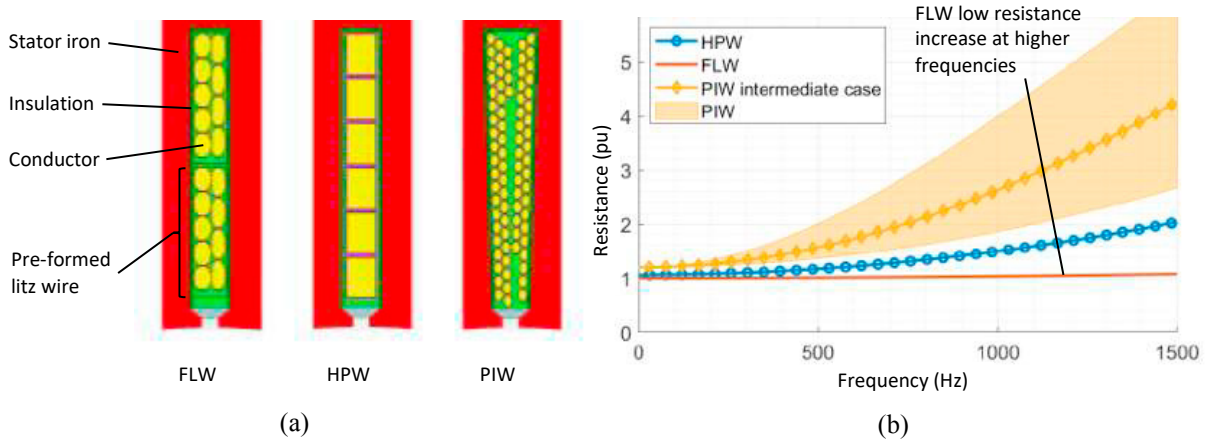 Stator iron
Insulation
Conductor
Pre-formed
litz wire
FLW
HPW
PIW
(a)
FLW low resistance
increase at higher
frequencies
HPW
FLW
PIW intermediate case
PIW
Resistance (pu)
5
4
3
2
1
0
0
500
1000
1500
Frequency (Hz)
(b)